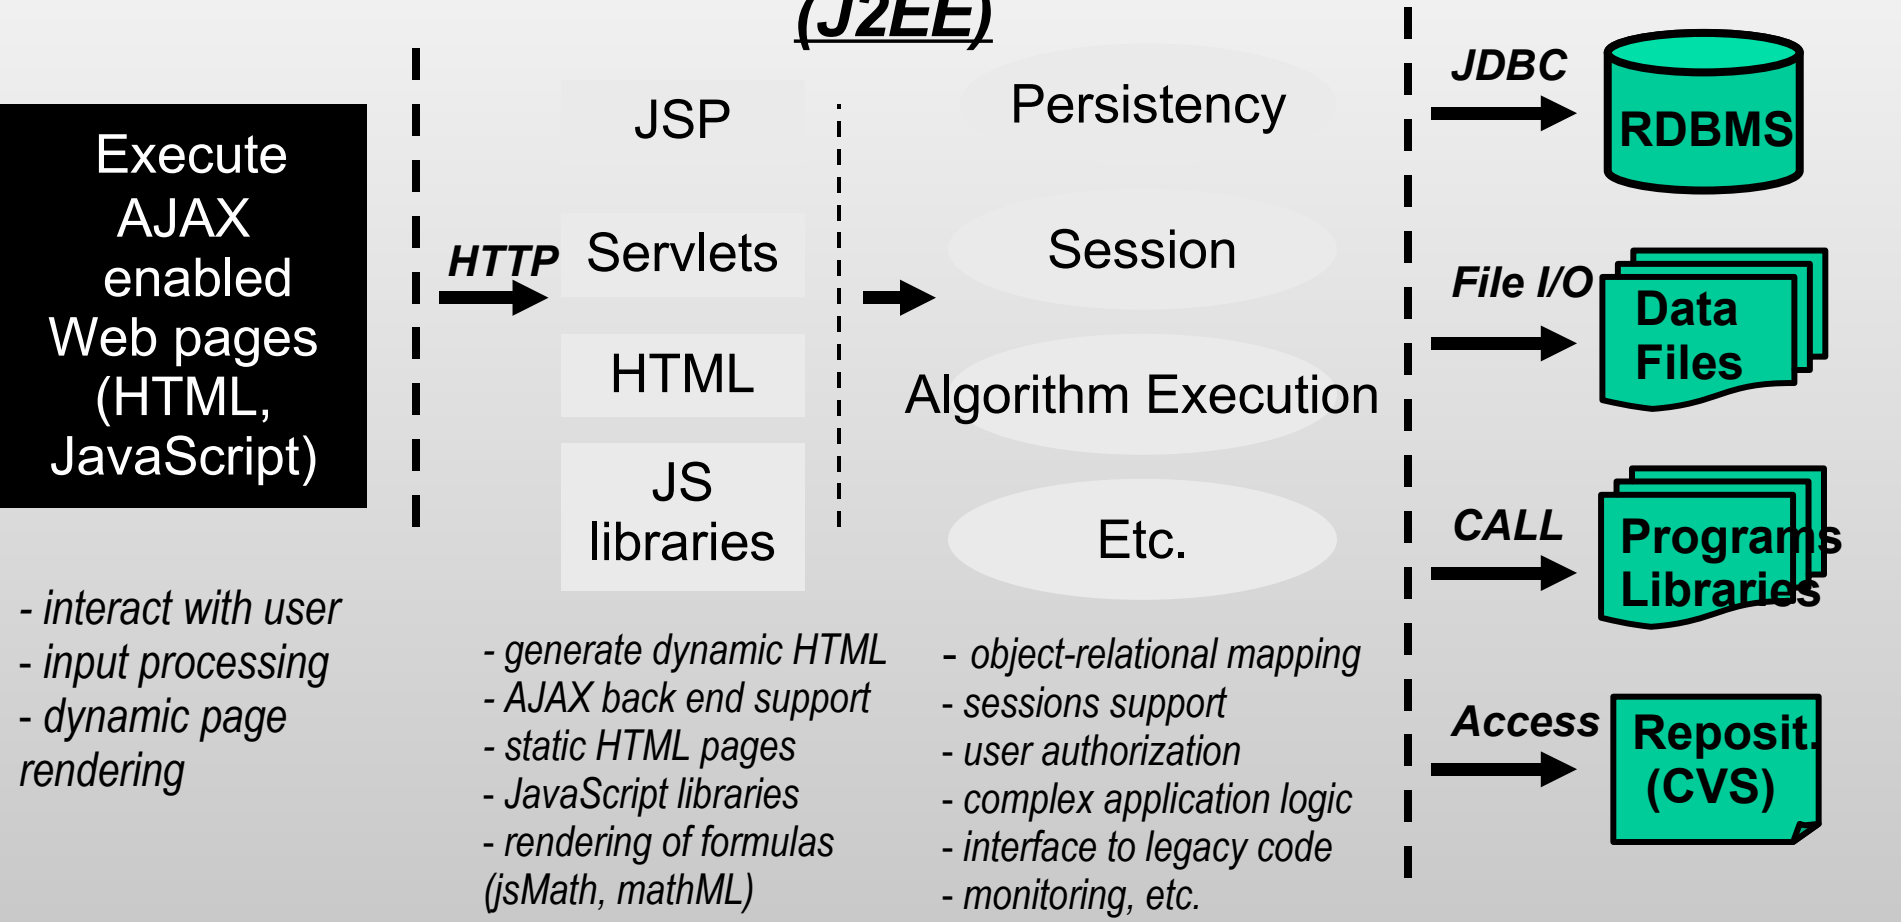 (J2EE)
Execute
AJAX
enabled
Web pages
(HTML,
JavaScript)
- interact with user
- input processing
- dynamic page
rendering
HTTP
JSP
Servlets
HTML
JS
libraries
- generate dynamic HTML
- AJAX back end support
- static HTML pages
- JavaScript libraries
- rendering of formulas
(jsMath, mathML)
Persistency
Session
Algorithm Execution
Etc.
- object-relational mapping
- sessions support
- user authorization
- complex application logic
- interface to legacy code
- monitoring, etc.
JDBC
RDBMS
File I/O
Data
Files
CALL
Programs
Libraries
Access
Reposit.
(CVS)